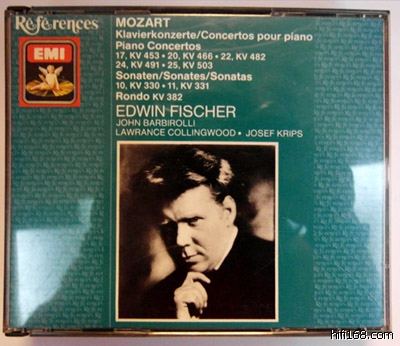 Références
EMI
MOZART
Klavierkonzerte/Concertos pour piano
Piano Concertos
17, KV 453 • 20, KV 466 • 22, KV 482
24, KV 491 • 25, KV 503
Sonaten/Sonates/Sonatas
10, KV 330 • 11, KV 331
Rondo KV 382
EDWIN FISCHER
JOHN BARBIROLLI
LAWRANCE COLLINGWOOD • JOSEF KRIPS
hifi168.com